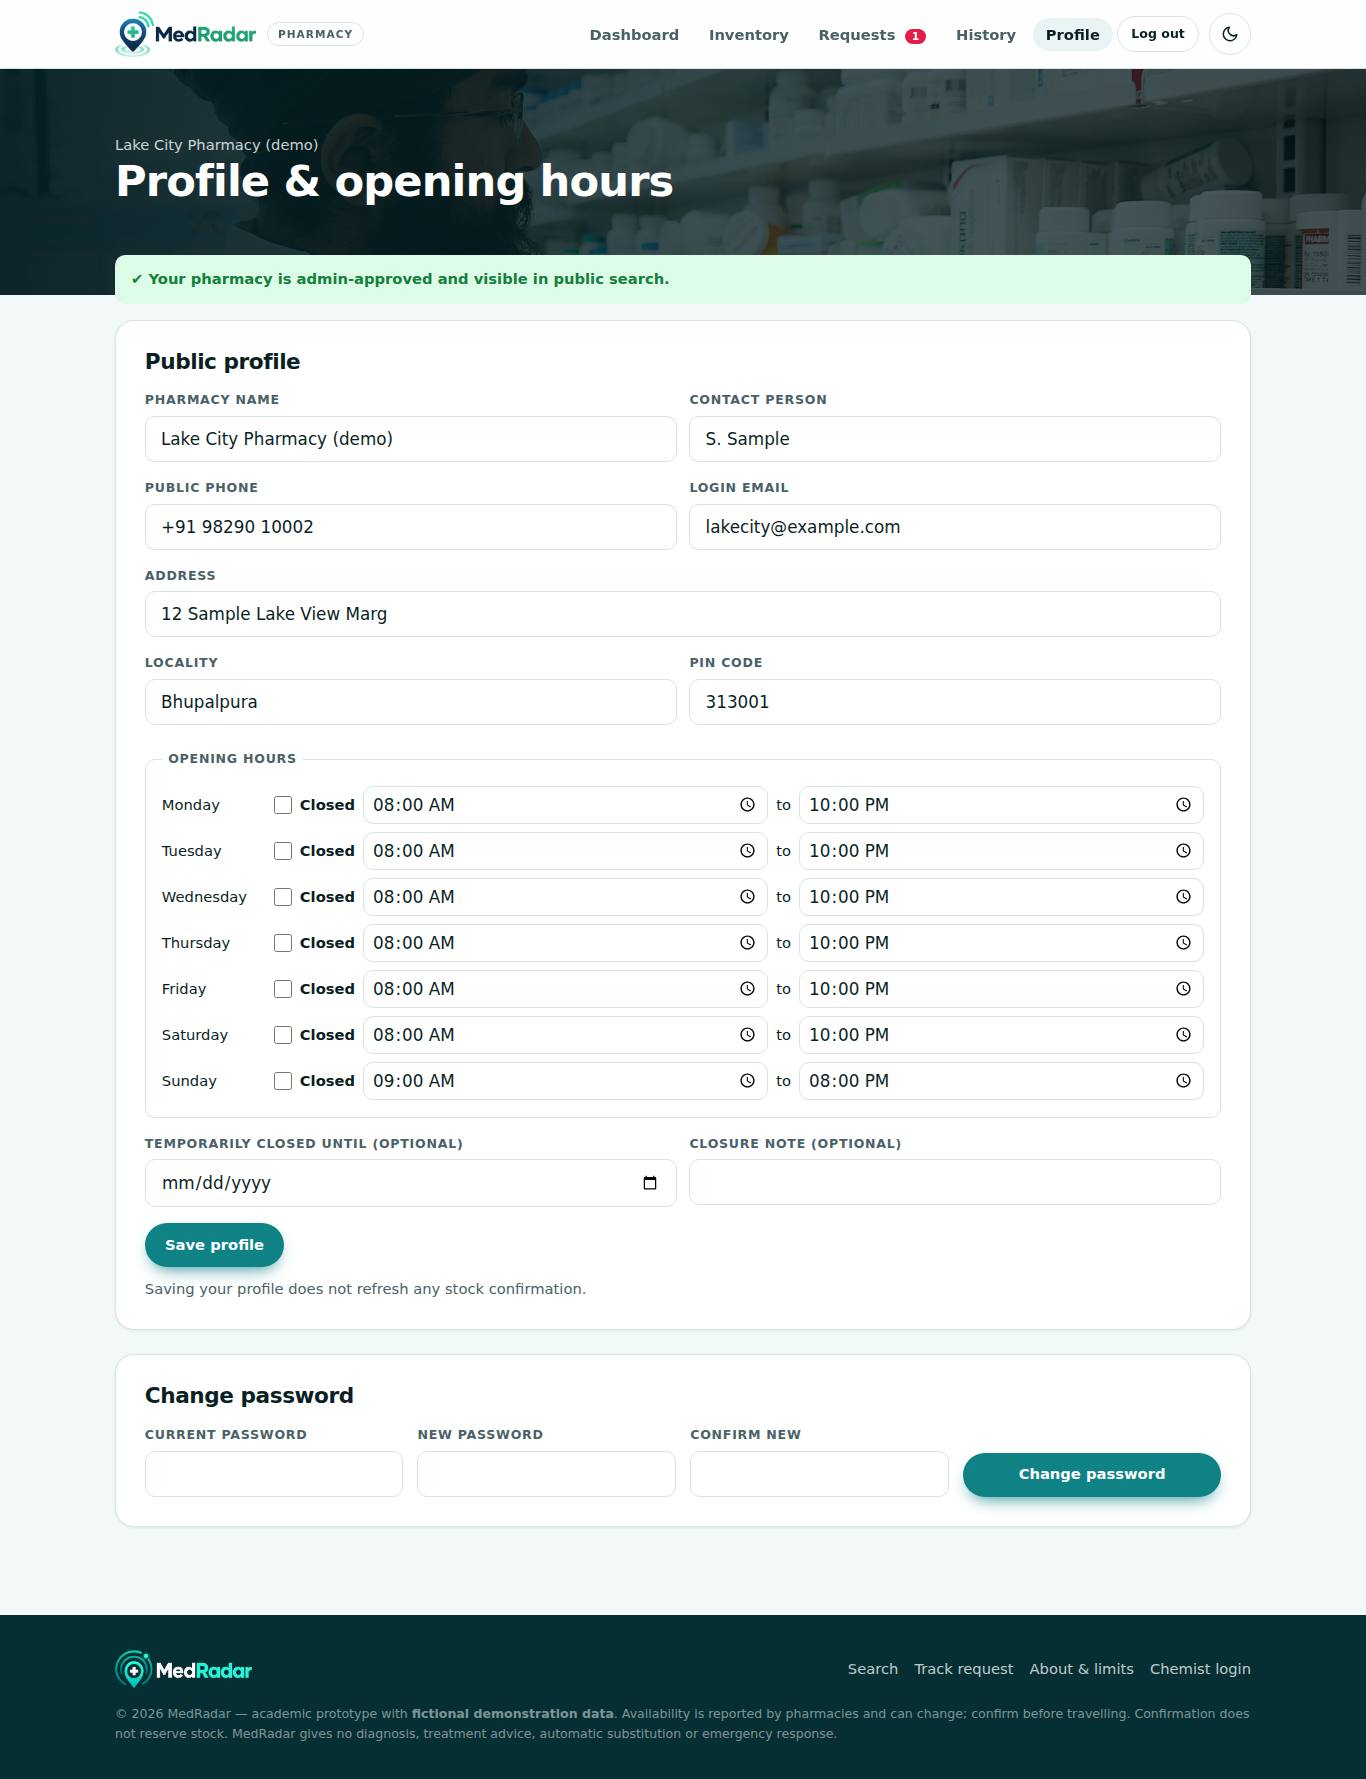 MedRadar PHARMACY Dashboard Inventory Requests 1 History Profile Log out
Lake City Pharmacy (demo)
Profile & opening hours
✔ Your pharmacy is admin-approved and visible in public search.
Public profile
PHARMACY NAME CONTACT PERSON
Lake City Pharmacy (demo) S. Sample
PUBLIC PHONE LOGIN EMAIL
+91 98290 10002 lakecity@example.com
ADDRESS
12 Sample Lake View Marg
LOCALITY PIN CODE
Bhupalpura 313001
OPENING HOURS
Monday Closed 08:00 AM to 10:00 PM
Tuesday Closed 08:00 AM to 10:00 PM
Wednesday Closed 08:00 AM to 10:00 PM
Thursday Closed 08:00 AM to 10:00 PM
Friday Closed 08:00 AM to 10:00 PM
Saturday Closed 08:00 AM to 10:00 PM
Sunday Closed 09:00 AM to 08:00 PM
TEMPORARILY CLOSED UNTIL (OPTIONAL) CLOSURE NOTE (OPTIONAL)
mm/dd/yyyy
Save profile
Saving your profile does not refresh any stock confirmation.
Change password
CURRENT PASSWORD NEW PASSWORD CONFIRM NEW
Change password
MedRadar Search Track request About & limits Chemist login
© 2026 MedRadar — academic prototype with fictional demonstration data. Availability is reported by pharmacies and can change; confirm before travelling. Confirmation does
not reserve stock. MedRadar gives no diagnosis, treatment advice, automatic substitution or emergency response.